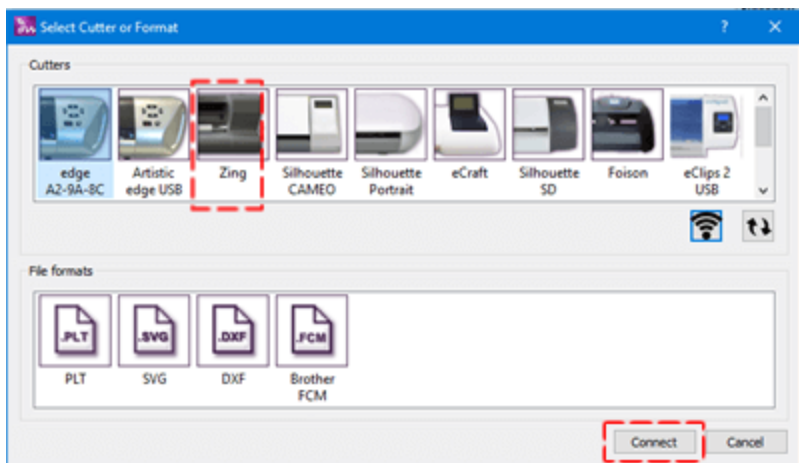 Select Cutter or Format
?
Cutters
edge
A2-9A-8C
Artistic
edge USB
Zing
Silhouette
CAMEO
Silhouette
Portrait
eCraft
Silhouette
SD
Foison
eClips 2
USB
File formats
.PLT
.SVG
.DXF
.FCM
PLT
SVG
DXF
Brother
FCM
Connect
Cancel